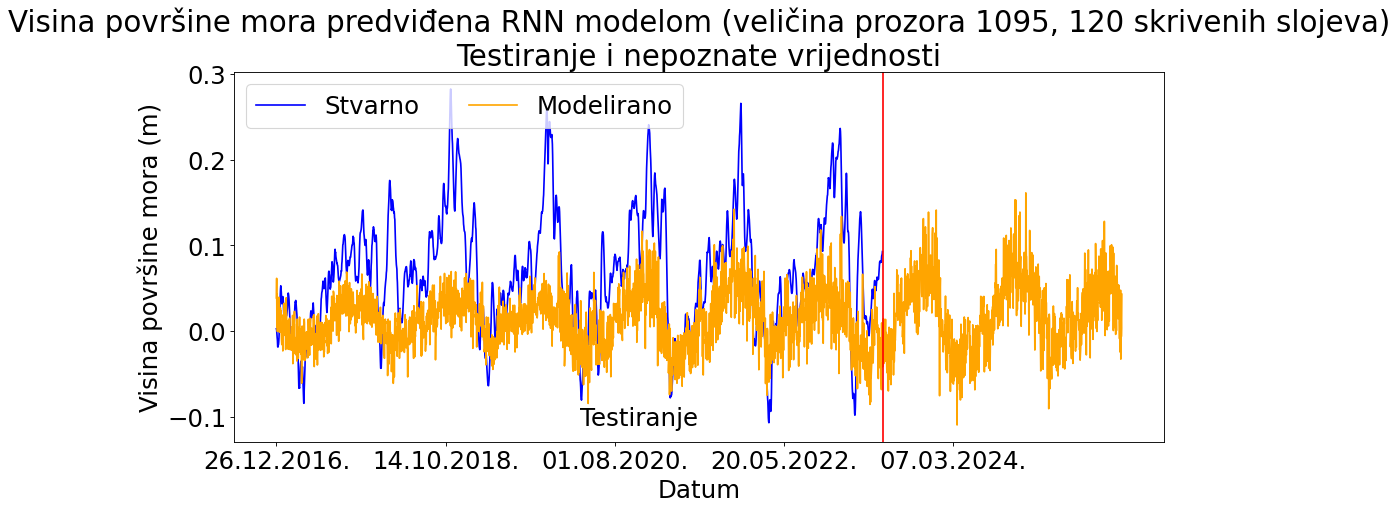 Visina površine mora predviđena RNN modelom (veličina prozora 1095, 120 skrivenih slojeva)
Testiranje i nepoznate vrijednosti
Stvarno
Modelirano
Visina površine mora (m)
0.3
0.2
0.1
0.0
−0.1
Testiranje
26.12.2016.
14.10.2018.
01.08.2020.
20.05.2022.
07.03.2024.
Datum